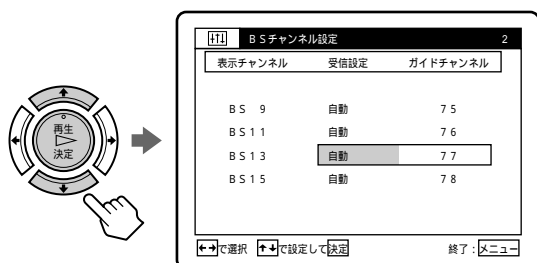 BSチャンネル設定 2
表示チャンネル 受信設定 ガイドチャンネル
BS 9 自動 75
BS11 自動 76
BS13 自動 77
BS15 自動 78
再生
決定
←→で選択 ↑↓で設定して決定 終了:メニュー